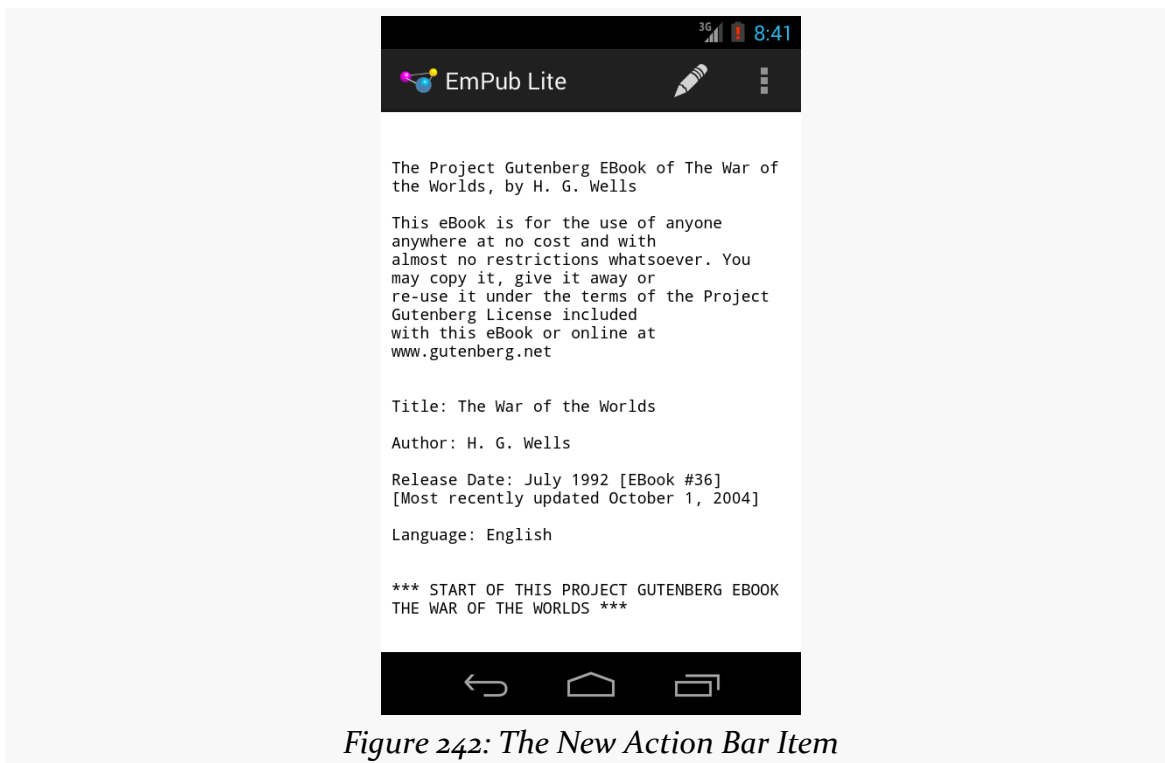 3G 8:41
EmPub Lite
The Project Gutenberg EBook of The War of
the Worlds, by H. G. Wells
This eBook is for the use of anyone
anywhere at no cost and with
almost no restrictions whatsoever. You
may copy it, give it away or
re-use it under the terms of the Project
Gutenberg License included
with this eBook or online at
www.gutenberg.net
Title: The War of the Worlds
Author: H. G. Wells
Release Date: July 1992 [EBook #36]
[Most recently updated October 1, 2004]
Language: English
*** START OF THIS PROJECT GUTENBERG EBOOK
THE WAR OF THE WORLDS ***
Figure 242: The New Action Bar Item